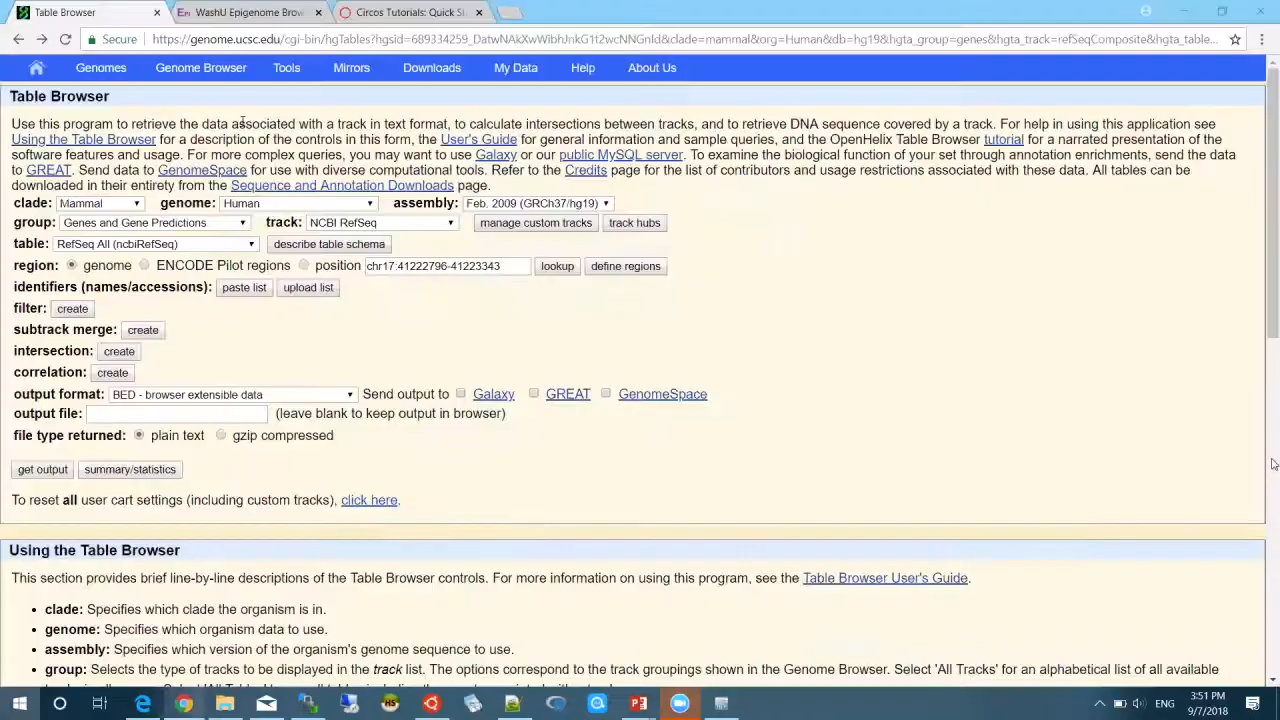 Table Browser
WashU Epigenome Brow
Circos Tutorials: Quick S
Secure
https://genome.ucsc.edu/cgi-bin/hgTables?hgsid=689334259_DatwNAkXwWibHJnkG1t2wcNNGnId&clade=mammal&org=Human&db=hg19&hgta_group=genes&hgta_track=refSeqComposite&hgta_table...
Genomes Genome Browser Tools Mirrors Downloads My Data Help About Us
Table Browser
Use this program to retrieve the data associated with a track in text format, to calculate intersections between tracks, and to retrieve DNA sequence covered by a track. For help in using this application see
Using the Table Browser for a description of the controls in this form, the User's Guide for general information and sample queries, and the OpenHelix Table Browser tutorial for a narrated presentation of the
software features and usage. For more complex queries, you may want to use Galaxy or our public MySQL server. To examine the biological function of your set through annotation enrichments, send the data
to GREAT. Send data to GenomeSpace for use with diverse computational tools. Refer to the Credits page for the list of contributors and usage restrictions associated with these data. All tables can be
downloaded in their entirety from the Sequence and Annotation Downloads page.
clade: Mammal genome: Human assembly: Feb. 2009 (GRCh37/hg19)
group: Genes and Gene Predictions track: NCBI RefSeq manage custom tracks track hubs
table: RefSeq All (ncbiRefSeq) describe table schema
region: genome ENCODE Pilot regions position chr17:41222796-41223343 lookup define regions
identifiers (names/accessions): paste list upload list
filter: create
subtrack merge: create
intersection: create
correlation: create
output format: BED - browser extensible data Send output to Galaxy GREAT GenomeSpace
output file: (leave blank to keep output in browser)
file type returned: plain text gzip compressed
get output summary/statistics
To reset all user cart settings (including custom tracks), click here.
Using the Table Browser
This section provides brief line-by-line descriptions of the Table Browser controls. For more information on using this program, see the Table Browser User's Guide.
• clade: Specifies which clade the organism is in.
• genome: Specifies which organism data to use.
• assembly: Specifies which version of the organism's genome sequence to use.
• group: Selects the type of tracks to be displayed in the track list. The options correspond to the track groupings shown in the Genome Browser. Select 'All Tracks' for an alphabetical list of all available
ENG
3:51 PM
9/7/2018